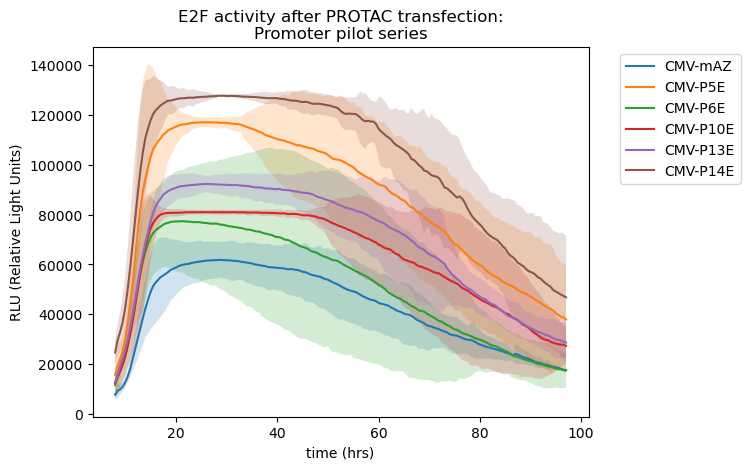 E2F activity after PROTAC transfection:
Promoter pilot series
RLU (Relative Light Units)
140000
120000
100000
80000
60000
40000
20000
0
20
40
60
80
100
time (hrs)
CMV-mAZ
CMV-P5E
CMV-P6E
CMV-P10E
CMV-P13E
CMV-P14E